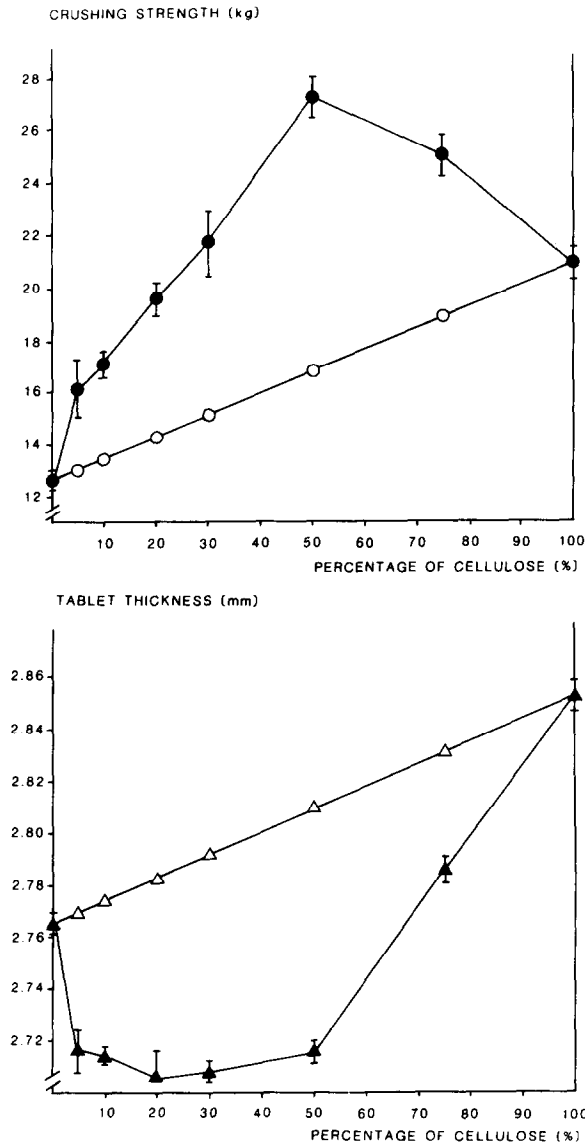 CRUSHING STRENGTH (kg)
28
26
24
22
20
18
16
14
12
10 20 30 40 50 60 70 80 90 100
PERCENTAGE OF CELLULOSE (%)
TABLET THICKNESS (mm)
2.86
2.84
2.82
2.80
2.78
2.76
2.74
2.72
10 20 30 40 50 60 70 80 90 100
PERCENTAGE OF CELLULOSE (%)